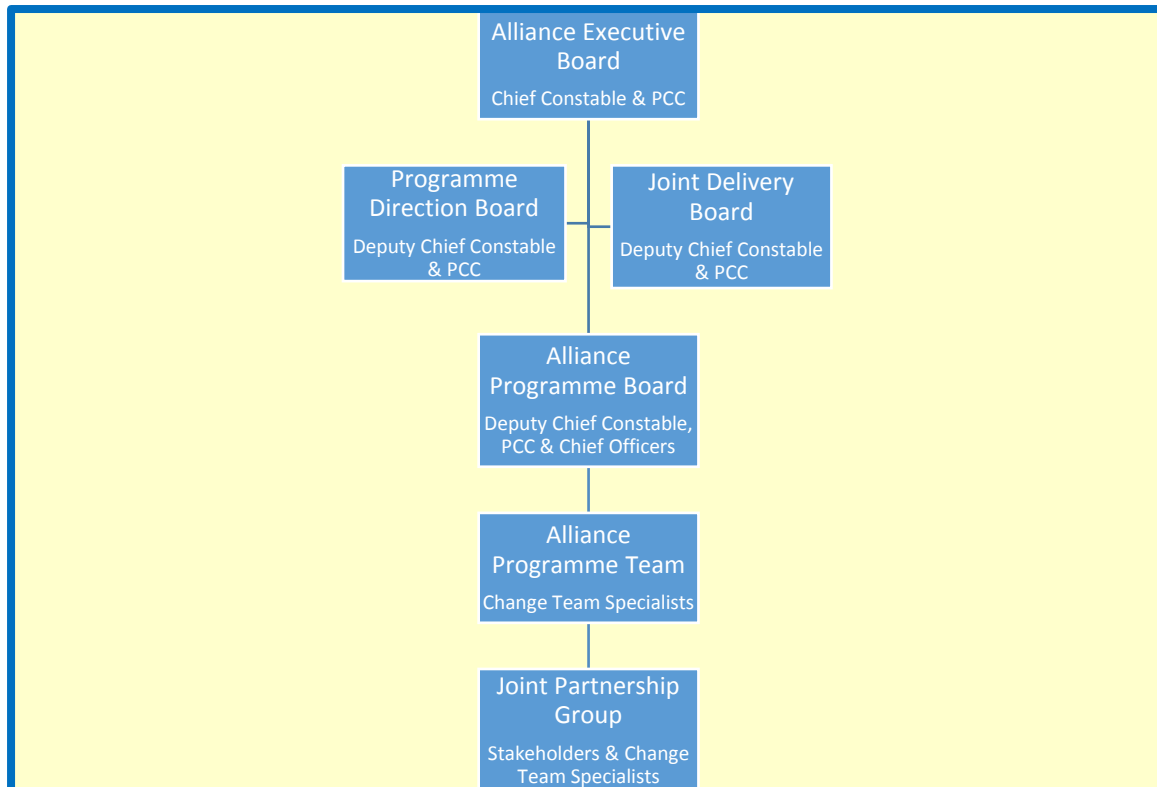 Alliance Executive
Board
Chief Constable & PCC
Programme
Direction Board
Deputy Chief Constable
& PCC
Joint Delivery
Board
Deputy Chief Constable
& PCC
Alliance
Programme Board
Deputy Chief Constable,
PCC & Chief Officers
Alliance
Programme Team
Change Team Specialists
Joint Partnership
Group
Stakeholders & Change
Team Specialists